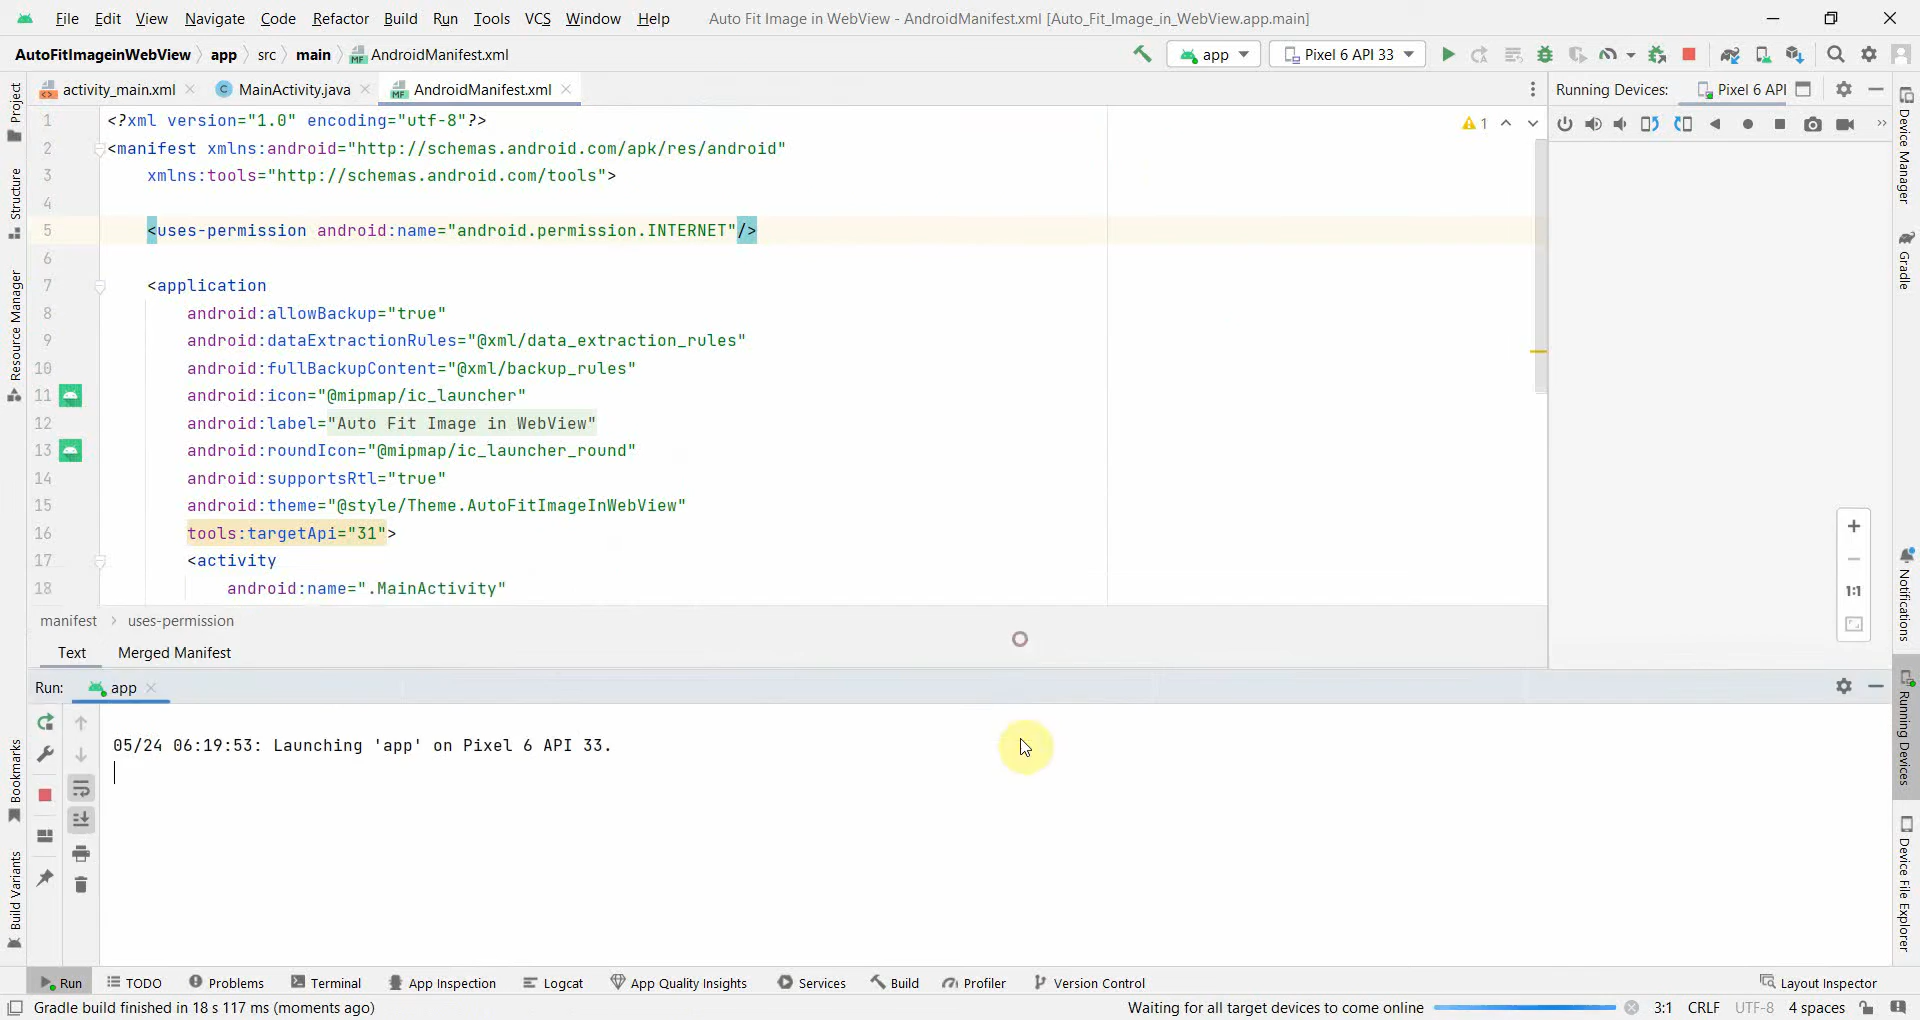 File Edit View Navigate Code Refactor Build Run Tools VCS Window Help Auto Fit Image in WebView - AndroidManifest.xml [Auto_Fit_Image_in_WebView.app.main]
AutoFitImageinWebView app src main AndroidManifest.xml app Pixel 6 API 33
activity_main.xml MainActivity.java AndroidManifest.xml Running Devices: Pixel 6 API
1 <?xml version="1.0" encoding="utf-8"?> 1
2 <manifest xmlns:android="http://schemas.android.com/apk/res/android"
3 xmlns:tools="http://schemas.android.com/tools">
4
5 <uses-permission android:name="android.permission.INTERNET"/>
6
7 <application
8 android:allowBackup="true"
9 android:dataExtractionRules="@xml/data_extraction_rules"
10 android:fullBackupContent="@xml/backup_rules"
11 android:icon="@mipmap/ic_launcher"
12 android:label="Auto Fit Image in WebView"
13 android:roundIcon="@mipmap/ic_launcher_round"
14 android:supportsRtl="true"
15 android:theme="@style/Theme.AutoFitImageInWebView"
16 tools:targetApi="31">
17 <activity
18 android:name=".MainActivity"
1:1
manifest uses-permission
Text Merged Manifest
Run: app
05/24 06:19:53: Launching 'app' on Pixel 6 API 33.
Project
Structure
Resource Manager
Bookmarks
Build Variants
Device Manager
Gradle
Notifications
Running Devices
Device File Explorer
Run TODO Problems Terminal App Inspection Logcat App Quality Insights Services Build Profiler Version Control Layout Inspector
Gradle build finished in 18 s 117 ms (moments ago) Waiting for all target devices to come online 3:1 CRLF UTF-8 4 spaces